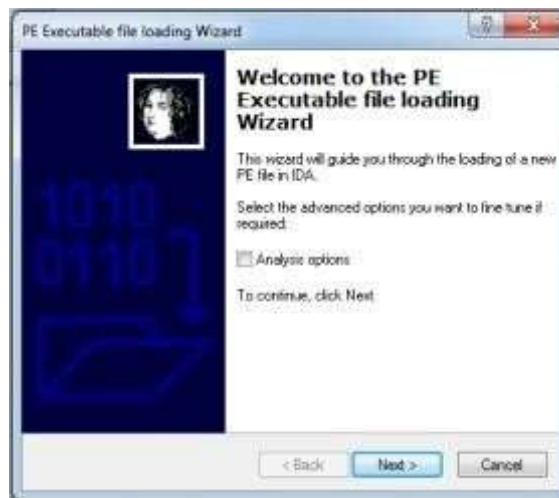 PE Executable file loading Wizard
Welcome to the PE
Executable file loading
Wizard
This wizard will guide you through the loading of a new
PE file in IDA.
Select the advanced options you want to fine tune if
required.
Analysis options
To continue, click Next
1010
0110
< Back
Next >
Cancel